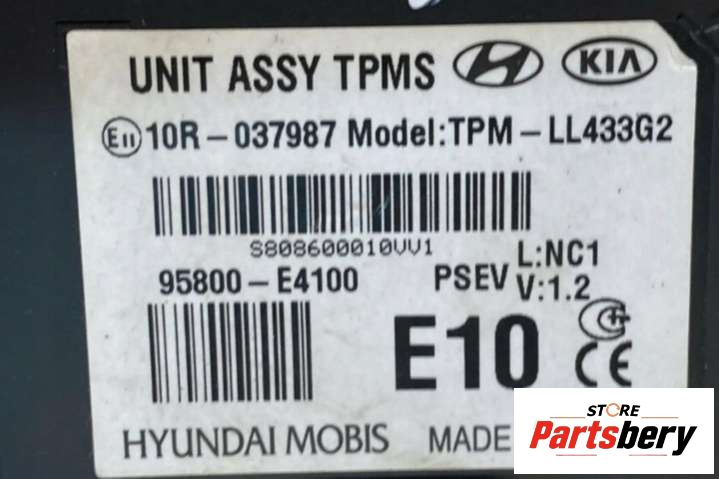 UNIT ASSY TPMS KIA
E11 10R-037987 Model:TPM-LL433G2
S808600010VV1
95800-E4100 PSEV L:NC1
V:1.2
E10 CE
HYUNDAI MOBIS MADE
STORE
Partsbery